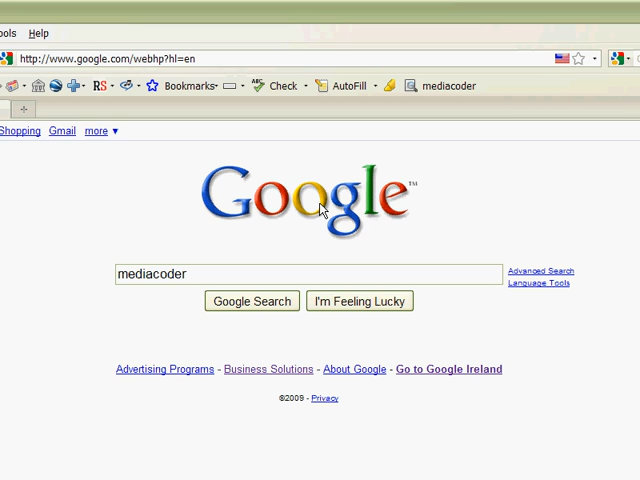 ools Help
http://www.google.com/webhp?hl=en
RS Bookmarks ABC Check AutoFill mediacoder
Shopping Gmail more ▼
Google™
mediacoder
Advanced Search
Language Tools
Google Search I'm Feeling Lucky
Advertising Programs - Business Solutions - About Google - Go to Google Ireland
©2009 - Privacy